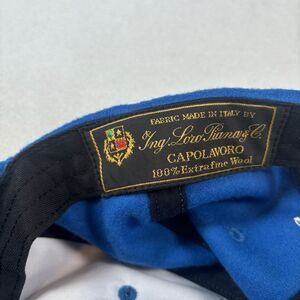 FABRIC MADE IN ITALY BY
Ing. Loro Piana & C.
CAPOLAVORO
100% Extrafine Wool